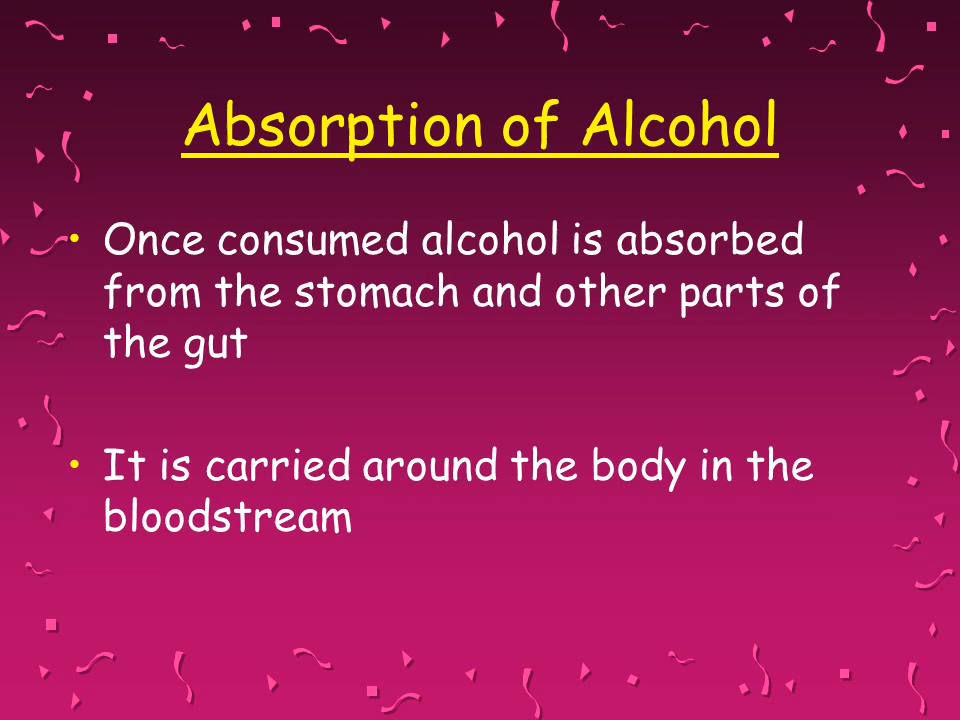 Absorption of Alcohol
• Once consumed alcohol is absorbed
from the stomach and other parts of
the gut
• It is carried around the body in the
bloodstream